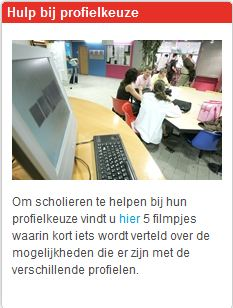 Hulp bij profielkeuze
Om scholieren te helpen bij hun
profielkeuze vindt u hier 5 filmpjes
waarin kort iets wordt verteld over de
mogelijkheden die er zijn met de
verschillende profielen.